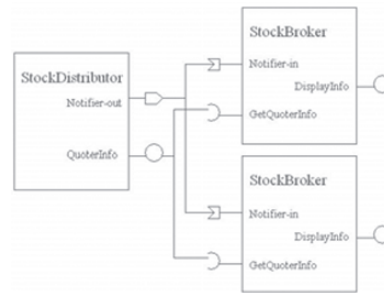 StockDistributor
Notifier-out
QuoterInfo
StockBroker
Notifier-in
DisplayInfo
GetQuoterInfo
StockBroker
Notifier-in
DisplayInfo
GetQuoterInfo